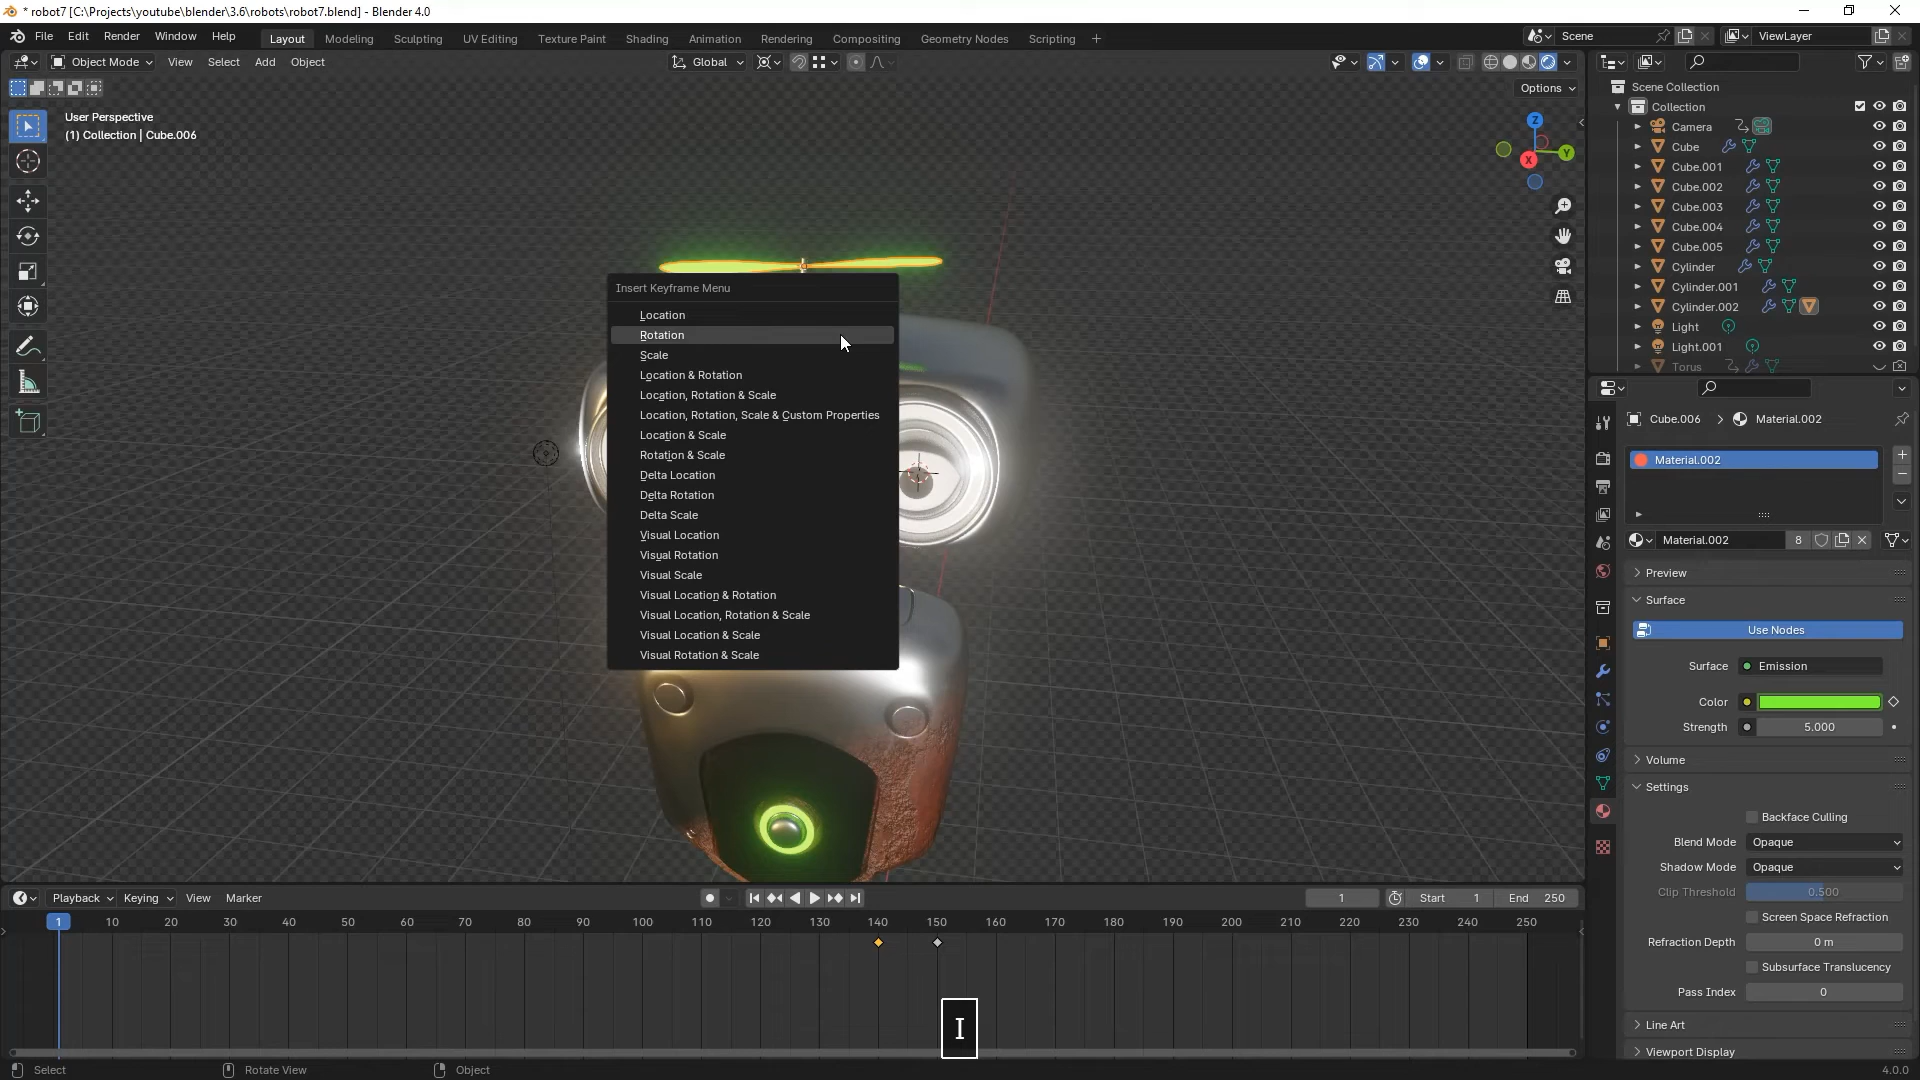 * robot7 [C:\Projects\youtube\blender\3.6\robots\robot7.blend] - Blender 4.0
File Edit Render Window Help Layout Modeling Sculpting UV Editing Texture Paint Shading Animation Rendering Compositing Geometry Nodes Scripting + Scene ViewLayer
Object Mode View Select Add Object Global
Options
User Perspective
(1) Collection | Cube.006
Z
Y
X
Insert Keyframe Menu
Location
Rotation
Scale
Location & Rotation
Location, Rotation & Scale
Location, Rotation, Scale & Custom Properties
Location & Scale
Rotation & Scale
Delta Location
Delta Rotation
Delta Scale
Visual Location
Visual Rotation
Visual Scale
Visual Location & Rotation
Visual Location, Rotation & Scale
Visual Location & Scale
Visual Rotation & Scale
Scene Collection
Collection
Camera
Cube
Cube.001
Cube.002
Cube.003
Cube.004
Cube.005
Cylinder
Cylinder.001
Cylinder.002
Light
Light.001
Torus
Cube.006 > Material.002
Material.002
Material.002 8
Preview
Surface
Use Nodes
Surface Emission
Color
Strength 5.000
Volume
Settings
Backface Culling
Blend Mode Opaque
Shadow Mode Opaque
Clip Threshold 0.500
Screen Space Refraction
Refraction Depth 0 m
Subsurface Translucency
Pass Index 0
Line Art
Viewport Display
Playback Keying View Marker 1 Start 1 End 250
1 10 20 30 40 50 60 70 80 90 100 110 120 130 140 150 160 170 180 190 200 210 220 230 240 250
I
Select Rotate View Object 4.0.0